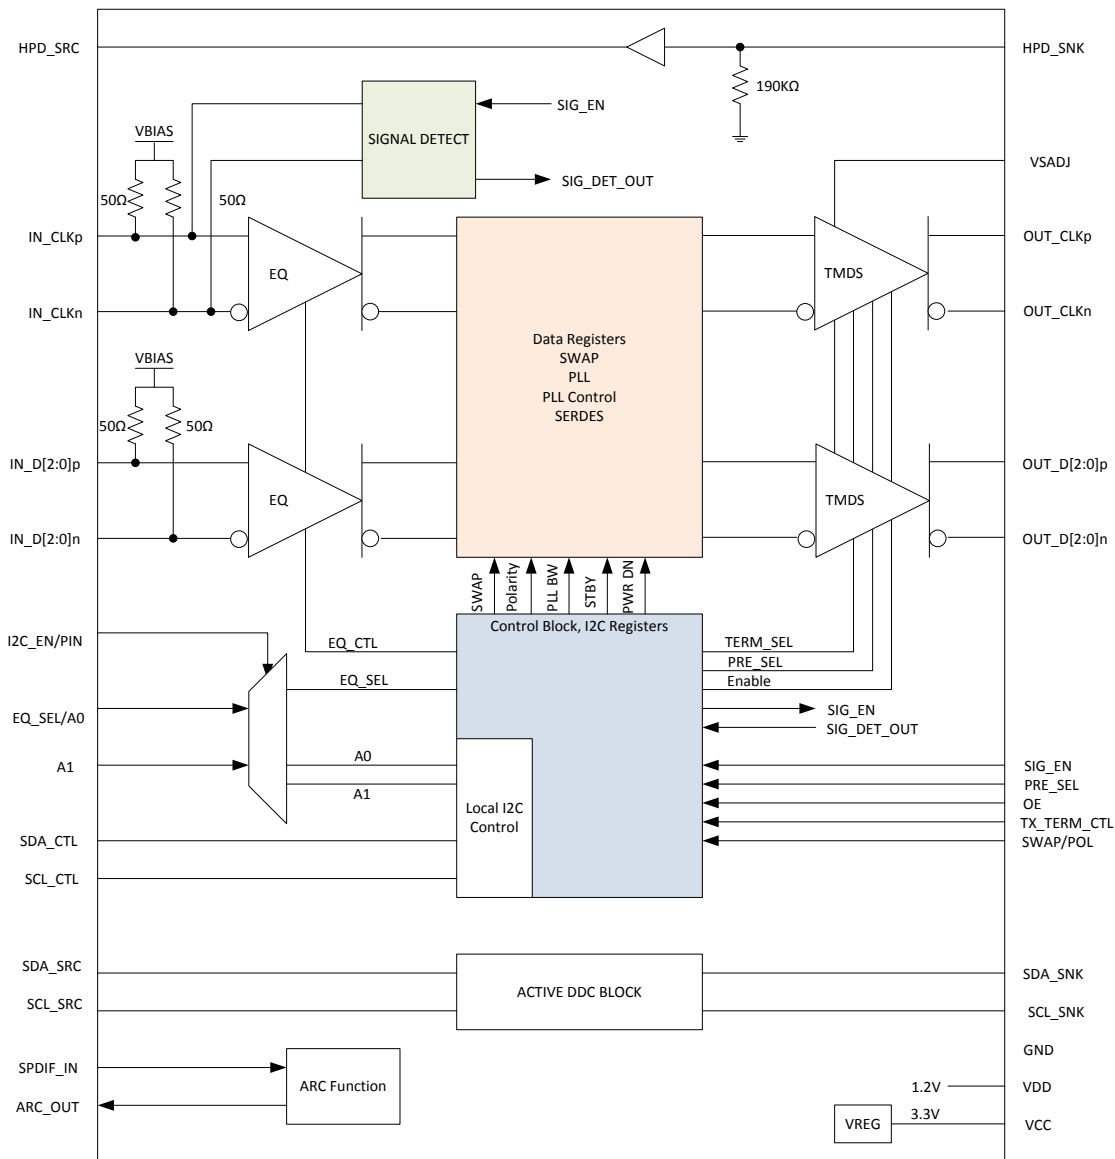 HPD_SRC
HPD_SNK
190KΩ
SIGNAL DETECT
SIG_EN
SIG_DET_OUT
VBIAS
50Ω
50Ω
VSADJ
IN_CLKp
EQ
TMDS
OUT_CLKp
IN_CLKn
OUT_CLKn
Data Registers
SWAP
PLL
PLL Control
SERDES
VBIAS
50Ω
50Ω
IN_D[2:0]p
EQ
TMDS
OUT_D[2:0]p
IN_D[2:0]n
OUT_D[2:0]n
SWAP
Polarity
PLL BW
STBY
PWR DN
Control Block, I2C Registers
I2C_EN/PIN
EQ_CTL
TERM_SEL
PRE_SEL
EQ_SEL
Enable
EQ_SEL/A0
SIG_EN
SIG_DET_OUT
A1
A0
A1
Local I2C
Control
SIG_EN
PRE_SEL
OE
TX_TERM_CTL
SWAP/POL
SDA_CTL
SCL_CTL
SDA_SRC
SCL_SRC
ACTIVE DDC BLOCK
SDA_SNK
SCL_SNK
GND
SPDIF_IN
ARC_OUT
ARC Function
1.2V
VDD
VREG
3.3V
VCC